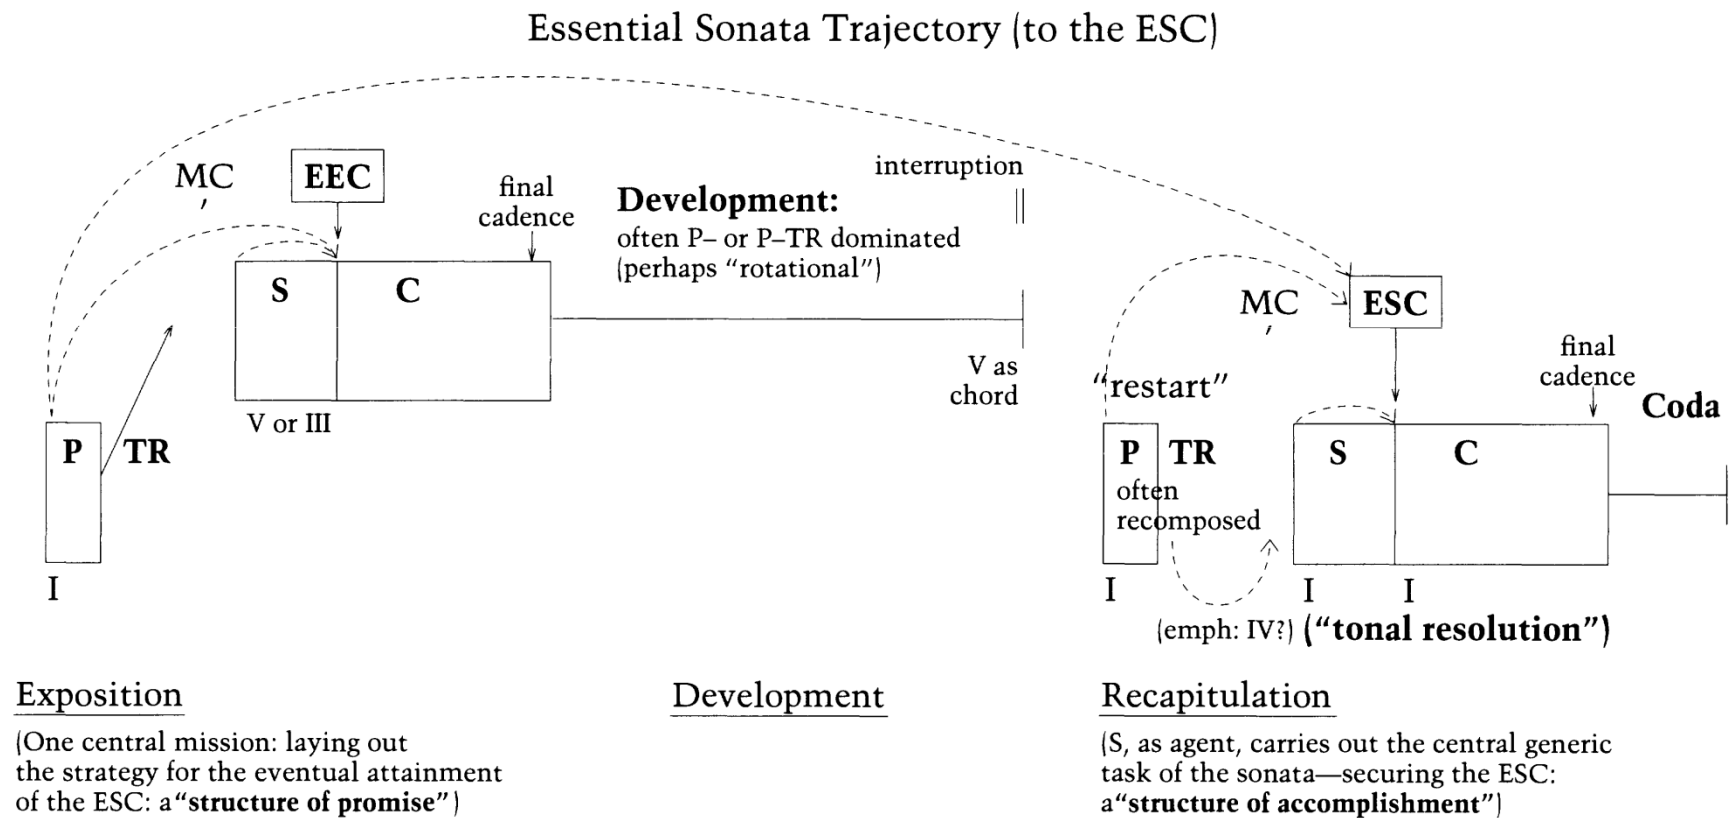 Essential Sonata Trajectory (to the ESC)
MC
,
EEC
final
cadence
S
C
V or III
P
TR
I
Development:
often P– or P–TR dominated
(perhaps “rotational”)
interruption
V as
chord
“restart”
MC
,
ESC
final
cadence
Coda
P
TR
often
recomposed
S
C
I
I
I
(emph: IV?) (“tonal resolution”)
Exposition
(One central mission: laying out
the strategy for the eventual attainment
of the ESC: a“structure of promise”)
Development
Recapitulation
(S, as agent, carries out the central generic
task of the sonata—securing the ESC:
a“structure of accomplishment”)